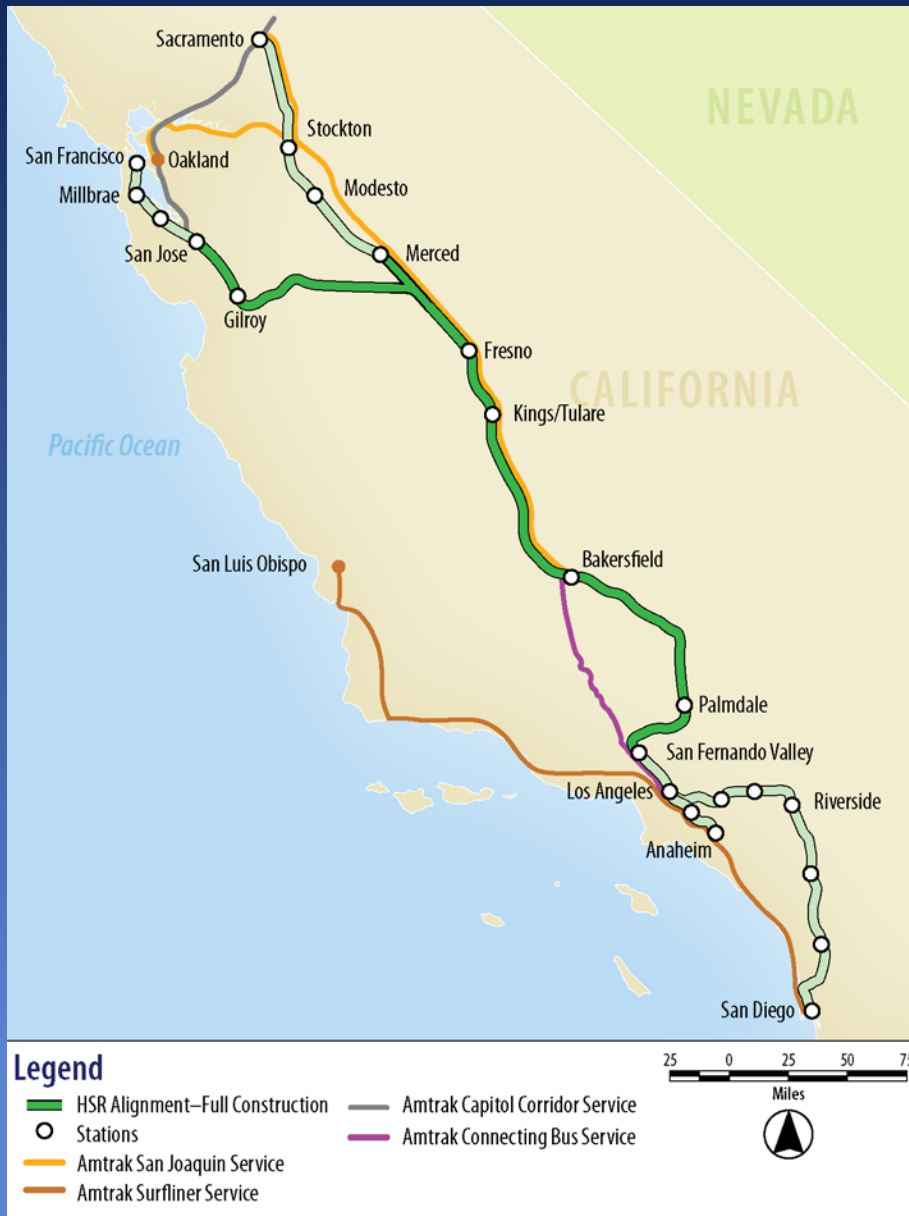 Sacramento
NEVADA
Stockton
San Francisco
Oakland
Millbrae
Modesto
San Jose
Merced
Gilroy
Fresno
CALIFORNIA
Kings/Tulare
Pacific Ocean
San Luis Obispo
Bakersfield
Palmdale
San Fernando Valley
Los Angeles
Riverside
Anaheim
San Diego
Legend
HSR Alignment–Full Construction
Stations
Amtrak San Joaquin Service
Amtrak Surfliner Service
Amtrak Capitol Corridor Service
Amtrak Connecting Bus Service
25 0 25 50 75
Miles